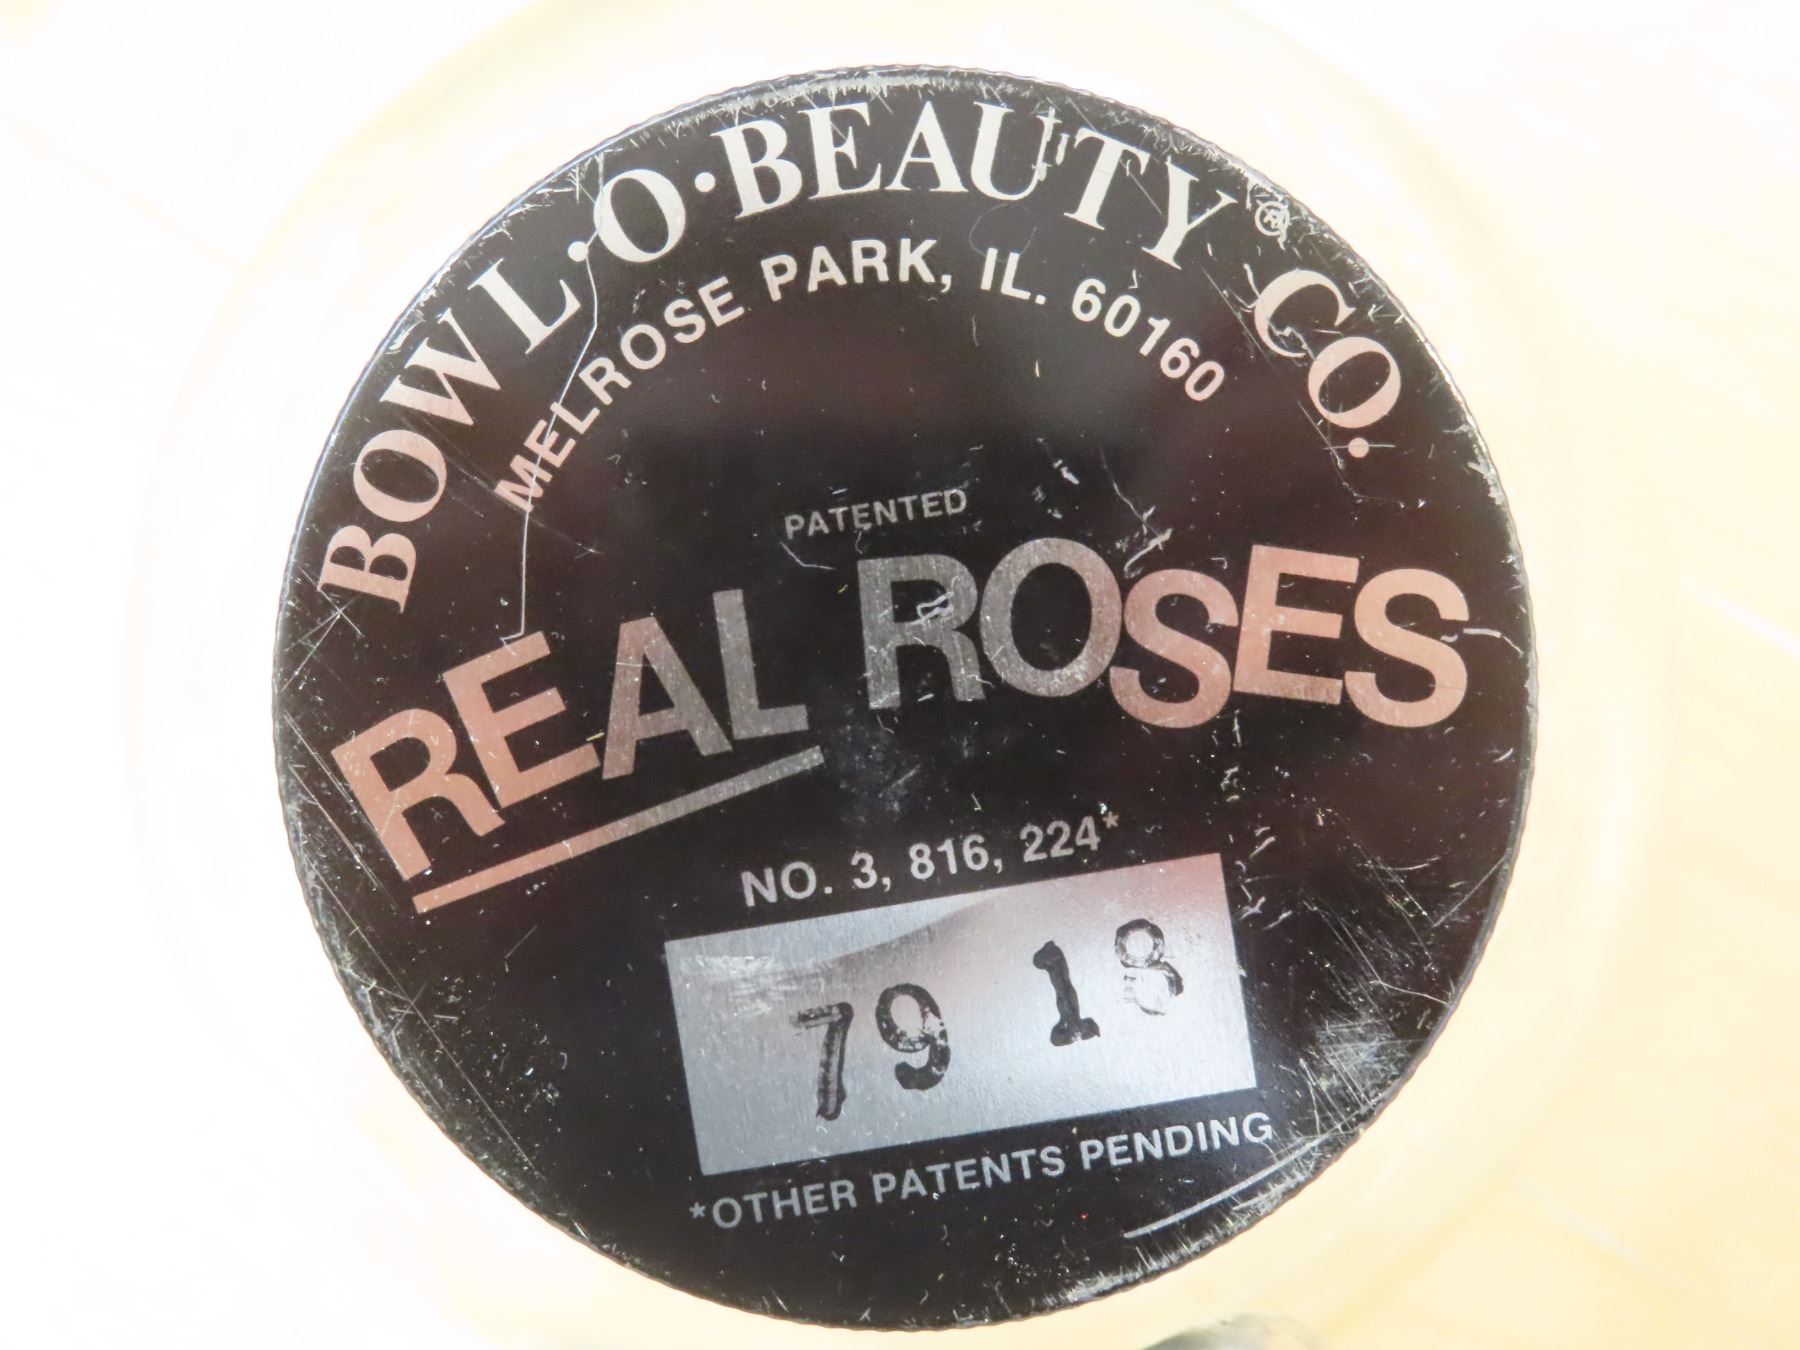 BOWL·O·BEAUTY® CO.
MELROSE PARK, IL. 60160
PATENTED
REAL ROSES
NO. 3, 816, 224*
79 18
*OTHER PATENTS PENDING